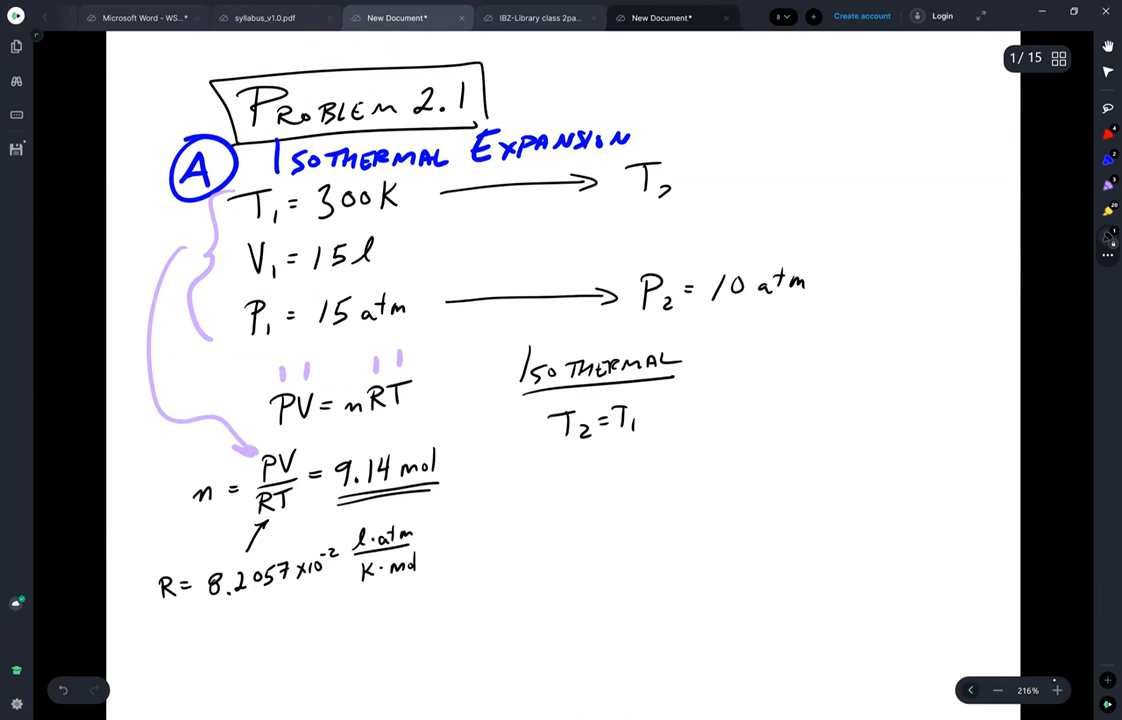 Microsoft Word - WS...* syllabus_v1.0.pdf New Document* IBZ-Library class 2pa... New Document* 8 Create account Login
1 / 15
PROBLEM 2.1
A ISOTHERMAL EXPANSION
T₁ = 300K → T₂
V₁ = 15 l
P₁ = 15 atm → P₂ = 10 atm
ISOTHERMAL
PV = nRT
T₂ = T₁
n = PV/RT = 9.14 mol
R = 8.2057 × 10⁻² l·atm/K·mol
216%